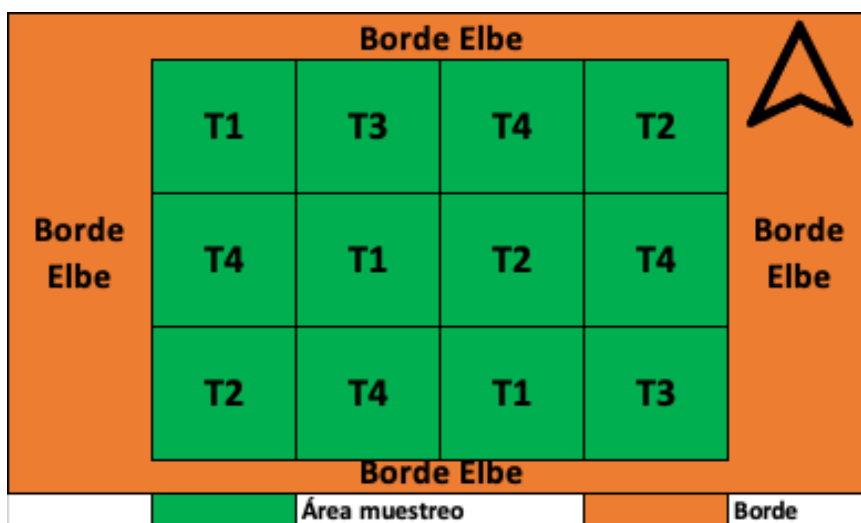 Borde Elbe
T1 T3 T4 T2
Borde
Elbe
T4 T1 T2 T4
Borde
Elbe
T2 T4 T1 T3
Borde Elbe
Área muestreo
Borde